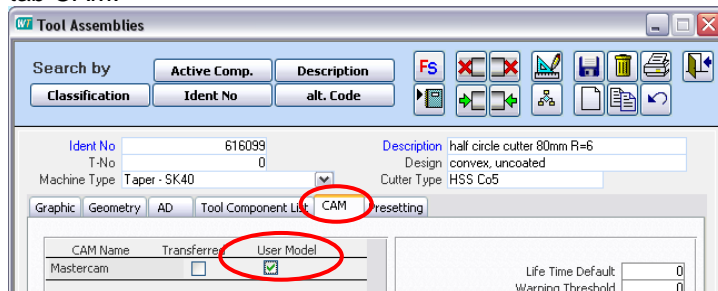 WT Tool Assemblies
Search by Active Comp. Description FS
Classification Ident No alt. Code
Ident No 616099 Description half circle cutter 80mm R=6
T-No 0 Design convex, uncoated
Machine Type Taper - SK40 Cutter Type HSS Co5
Graphic Geometry AD Tool Component List CAM Presetting
CAM Name Transferred User Model
Mastercam
Life Time Default 0
Warning Threshold 0